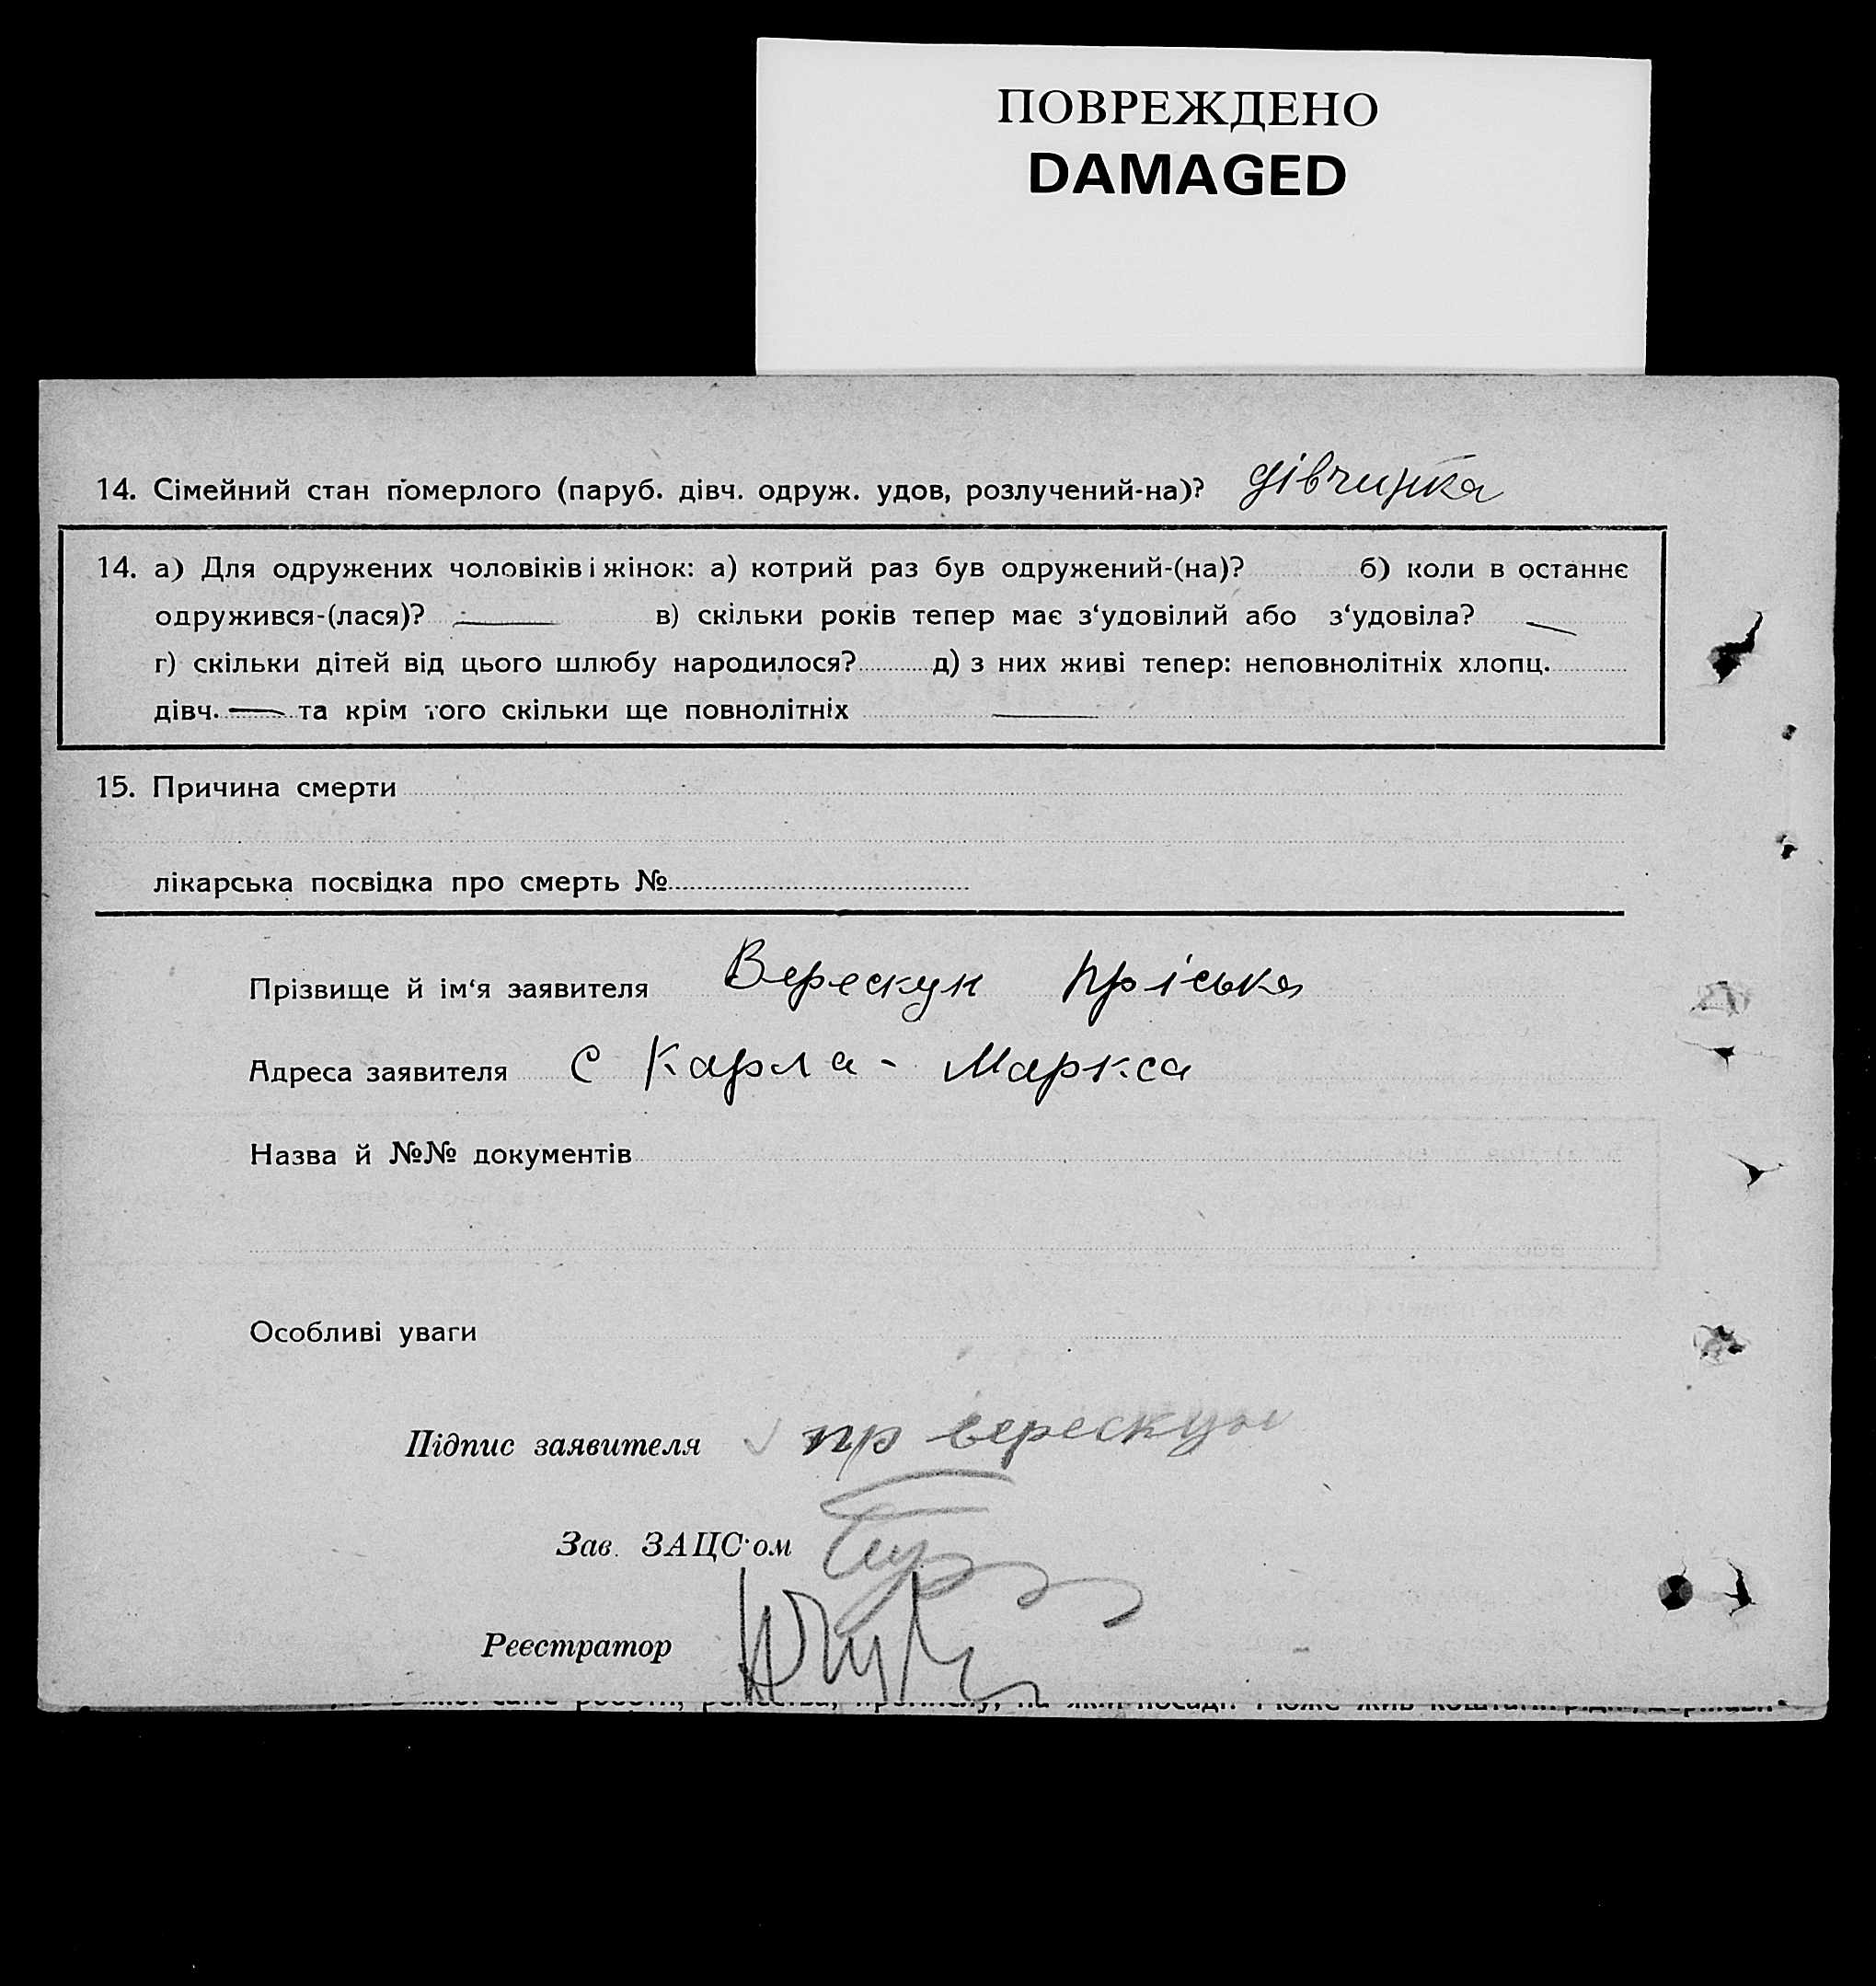 ПОВРЕЖДЕНО
DAMAGED
14. Сімейний стан померлого (паруб. дівч. одруж. удов, розлучений-на)? дівчинка
14. а) Для одружених чоловіків і жінок: а) котрий раз був одружений-(на)? б) коли в останнє
одружився-(лася)? в) скільки років тепер має з‘удовілий або з‘удовіла?
г) скільки дітей від цього шлюбу народилося? д) з них живі тепер: неповнолітніх хлопц.
дівч. — та крім того скільки ще повнолітніх
15. Причина смерти
лікарська посвідка про смерть №
Прізвище й ім‘я заявителя Верескун Пріська
Адреса заявителя С Карла - Маркса
Назва й №№ документів
Особливі уваги
Підпис заявителя пр верескун
Зав. ЗАЦС‘ом
Реєстратор